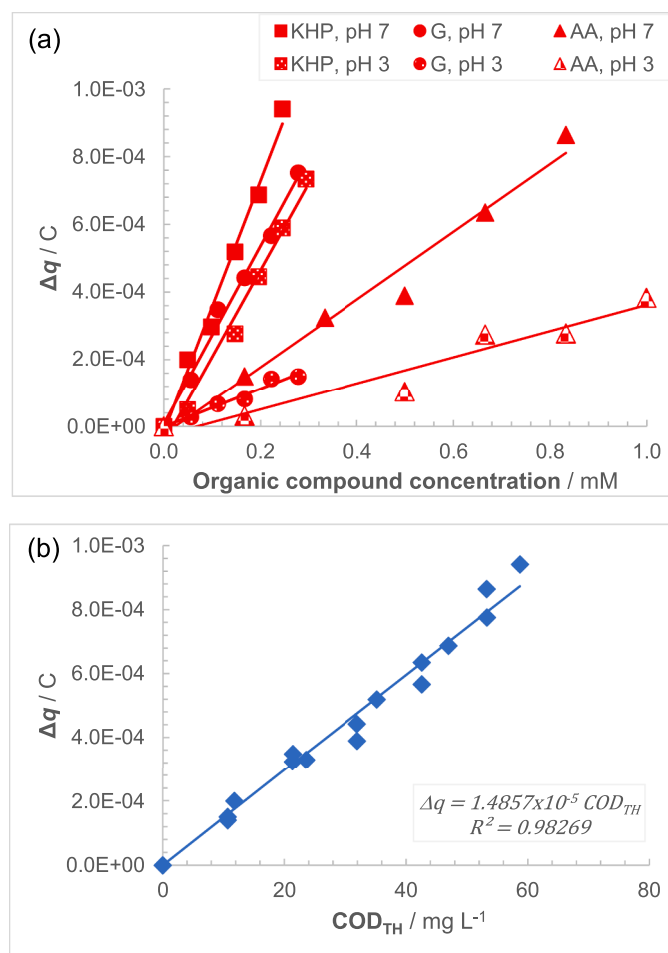 (a)
KHP, pH 7 G, pH 7 AA, pH 7
KHP, pH 3 G, pH 3 AA, pH 3
1.0E-03
8.0E-04
6.0E-04
4.0E-04
2.0E-04
0.0E+00
Δq / C
0.0 0.2 0.4 0.6 0.8 1.0
Organic compound concentration / mM
(b)
1.0E-03
8.0E-04
6.0E-04
4.0E-04
2.0E-04
0.0E+00
Δq / C
Δq = 1.4857x10⁻⁵ COD_TH
R² = 0.98269
0 20 40 60 80
COD_TH / mg L⁻¹